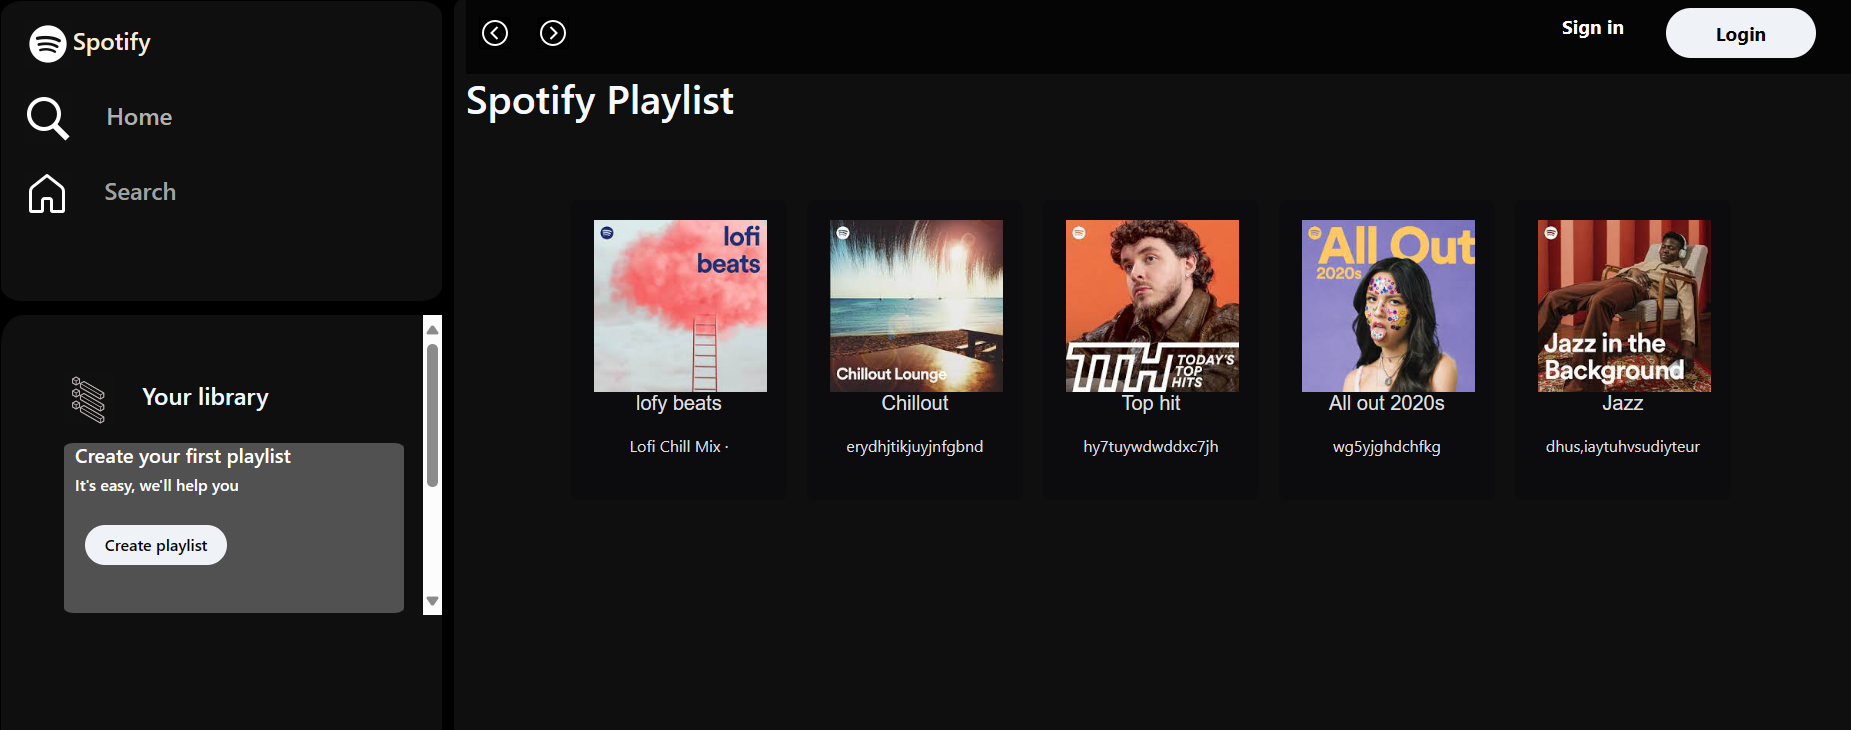 Spotify
Home
Search
Your library
Create your first playlist
It's easy, we'll help you
Create playlist
Sign in
Login
Spotify Playlist
lofi
beats
lofy beats
Lofi Chill Mix ·
Chillout Lounge
Chillout
erydhjtikjuyjnfgbnd
TTH TODAY'S
TOP
HITS
Top hit
hy7tuywdwddxc7jh
All Out
2020s
All out 2020s
wg5yjghdchfkg
Jazz in the
Background
Jazz
dhus,iaytuhvsudiyteur